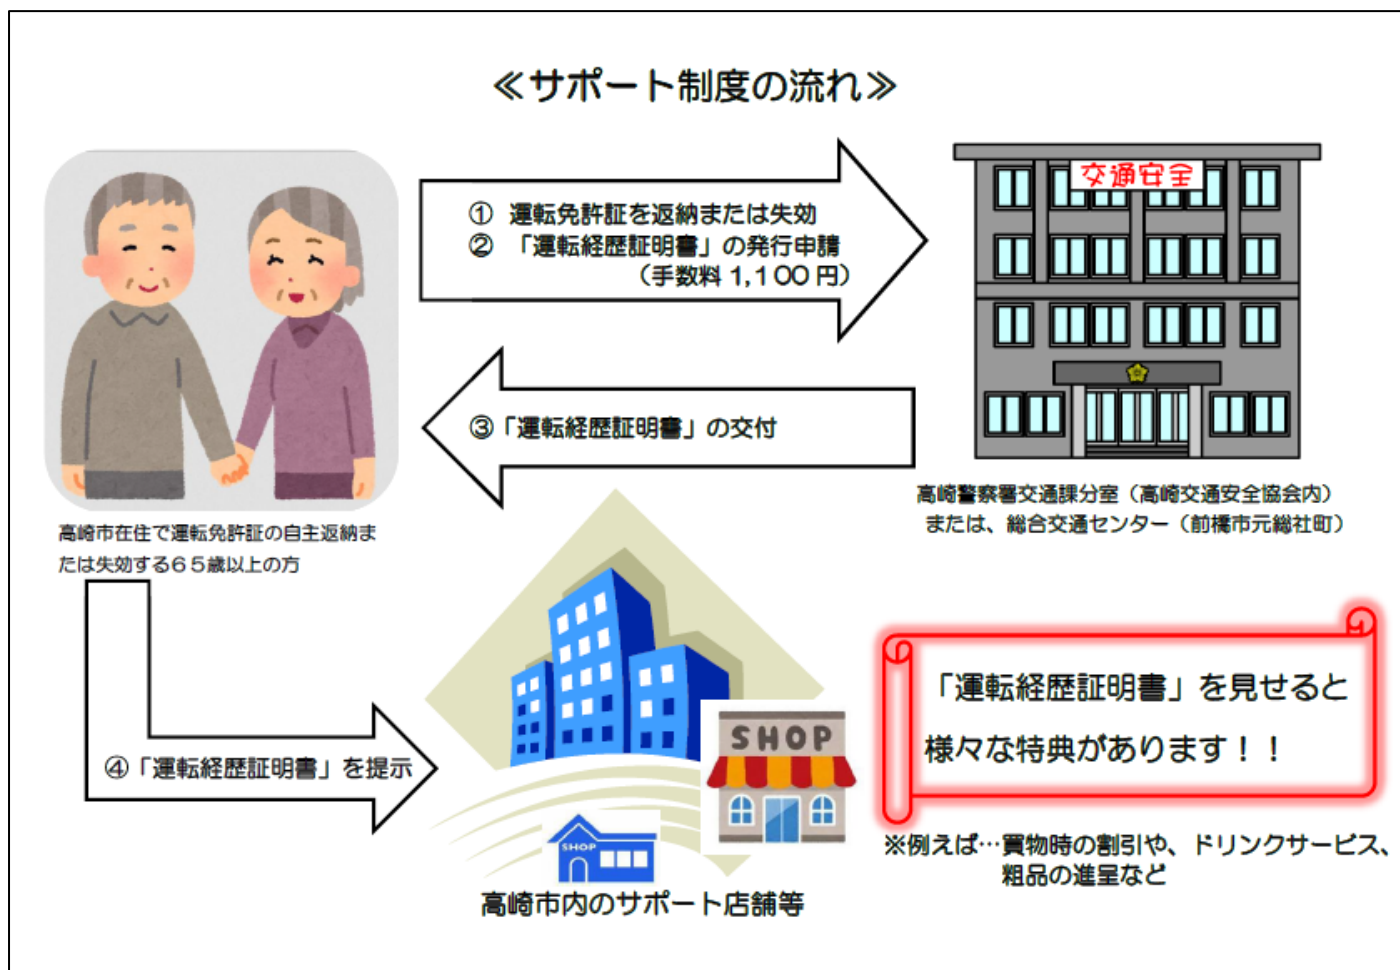 ≪サポート制度の流れ≫
交通安全
① 運転免許証を返納または失効
② 「運転経歴証明書」の発行申請
（手数料１,１００円）
③「運転経歴証明書」の交付
高崎警察署交通課分室（高崎交通安全協会内）
または、総合交通センター（前橋市元総社町）
高崎市在住で運転免許証の自主返納ま
たは失効する６５歳以上の方
④「運転経歴証明書」を提示
SHOP
SHOP
高崎市内のサポート店舗等
「運転経歴証明書」を見せると
様々な特典があります！！
※例えば…買物時の割引や、ドリンクサービス、
粗品の進呈など